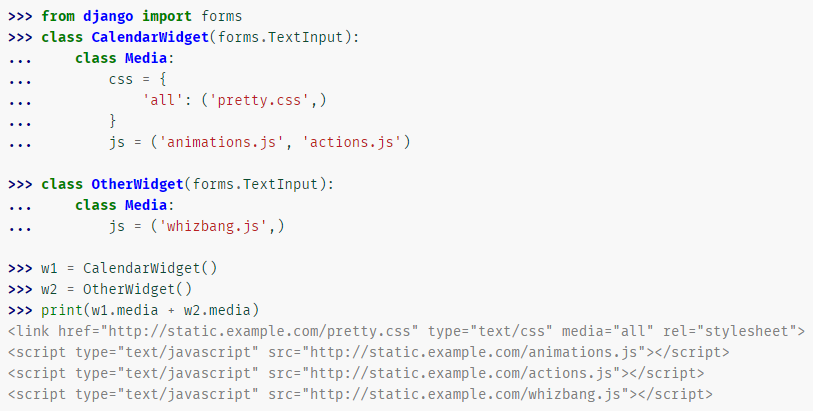 >>> from django import forms
>>> class CalendarWidget(forms.TextInput):
...     class Media:
...         css = {
...             'all': ('pretty.css',)
...         }
...         js = ('animations.js', 'actions.js')
>>> class OtherWidget(forms.TextInput):
...     class Media:
...         js = ('whizbang.js',)
>>> w1 = CalendarWidget()
>>> w2 = OtherWidget()
>>> print(w1.media + w2.media)
<link href="http://static.example.com/pretty.css" type="text/css" media="all" rel="stylesheet">
<script type="text/javascript" src="http://static.example.com/animations.js"></script>
<script type="text/javascript" src="http://static.example.com/actions.js"></script>
<script type="text/javascript" src="http://static.example.com/whizbang.js"></script>